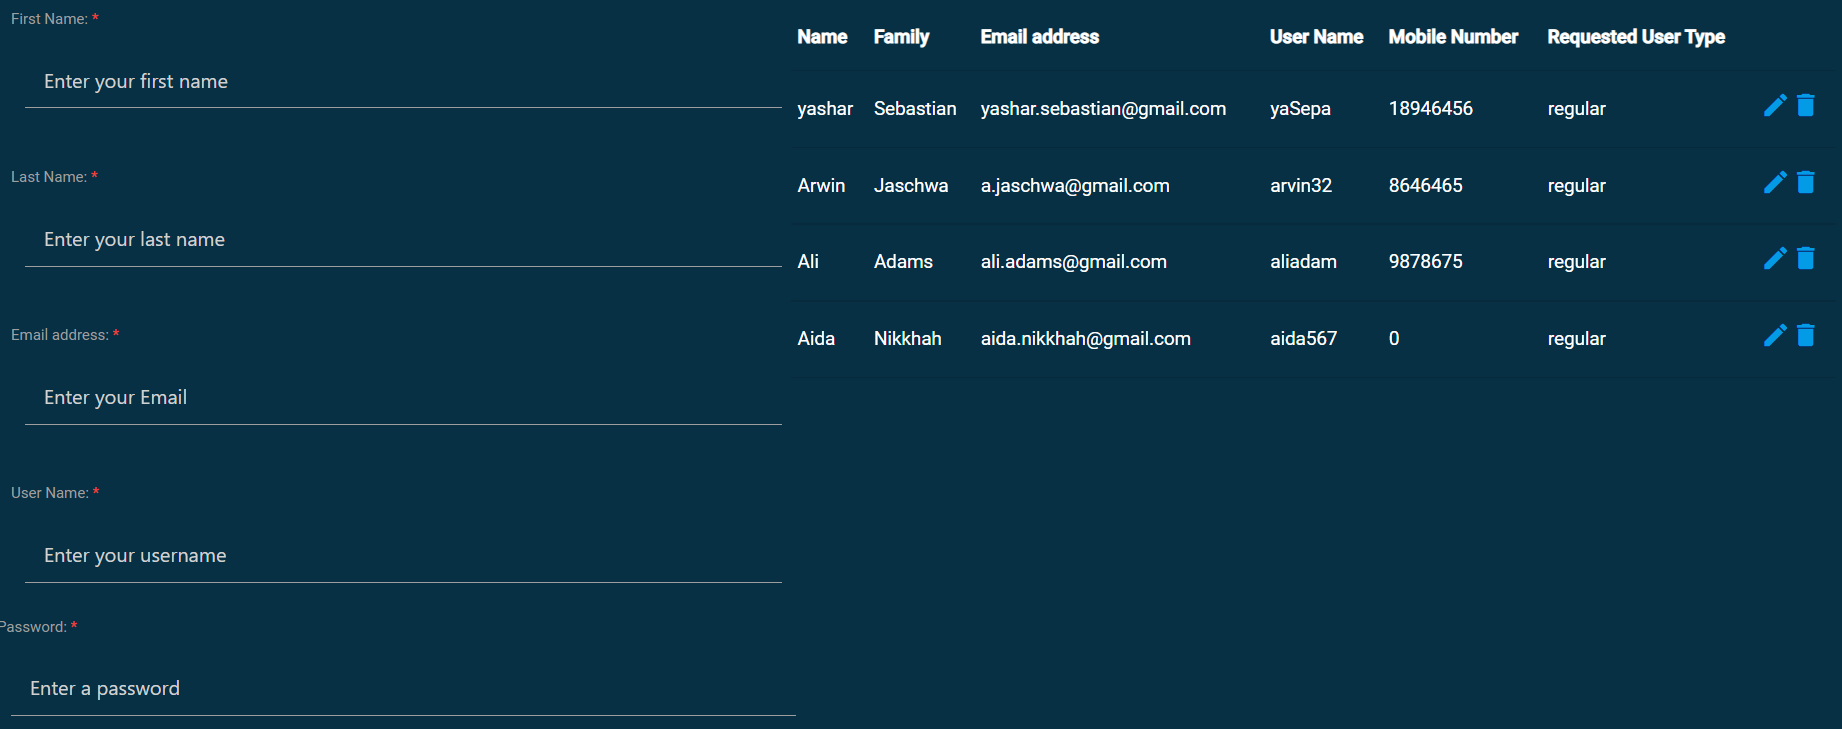 First Name: *
Enter your first name
Last Name: *
Enter your last name
Email address: *
Enter your Email
User Name: *
Enter your username
Password: *
Enter a password
Name Family Email address User Name Mobile Number Requested User Type
yashar Sebastian yashar.sebastian@gmail.com yaSepa 18946456 regular
Arwin Jaschwa a.jaschwa@gmail.com arvin32 8646465 regular
Ali Adams ali.adams@gmail.com aliadam 9878675 regular
Aida Nikkhah aida.nikkhah@gmail.com aida567 0 regular